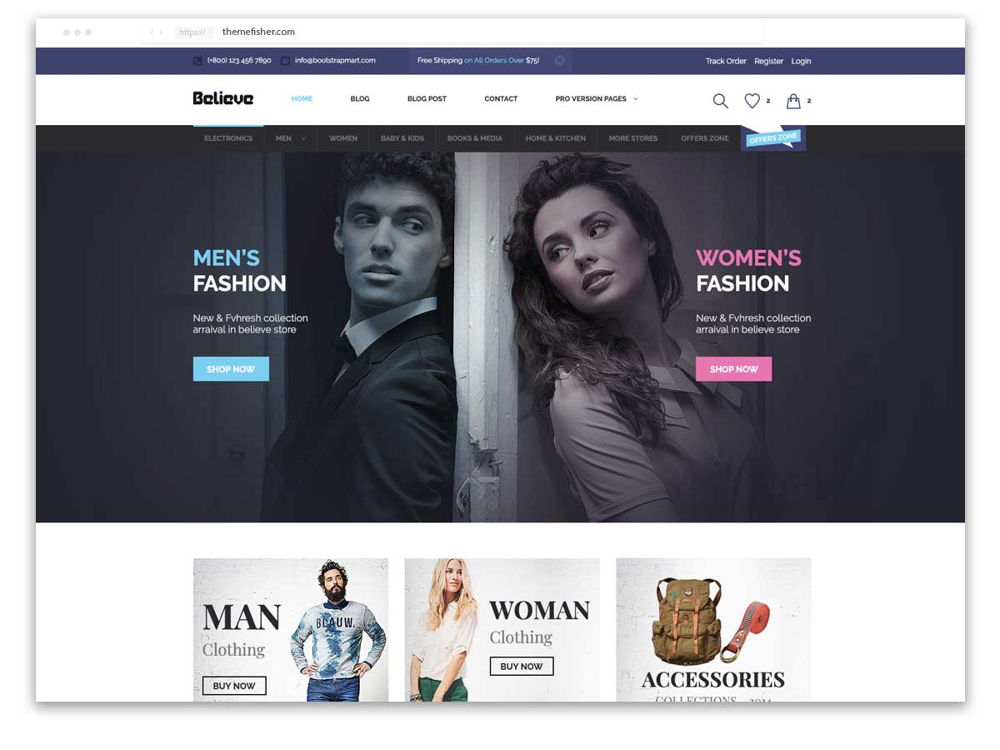 https://
themefisher.com
(+800) 123 456 7890 info@bootstrapmart.com Free Shipping on All Orders Over $75! Track Order Register Login
Believe HOME BLOG BLOG POST CONTACT PRO VERSION PAGES 2 2
ELECTRONICS MEN WOMEN BABY & KIDS BOOKS & MEDIA HOME & KITCHEN MORE STORES OFFERS ZONE OFFERS ZONE
MEN'S
FASHION
New & Fvhresh collection
arraival in believe store
SHOP NOW
WOMEN'S
FASHION
New & Fvhresh collection
arraival in believe store
SHOP NOW
MAN
Clothing
BUY NOW
BLAUW.
WOMAN
Clothing
BUY NOW
ACCESSORIES
COLLECTIONS 2014